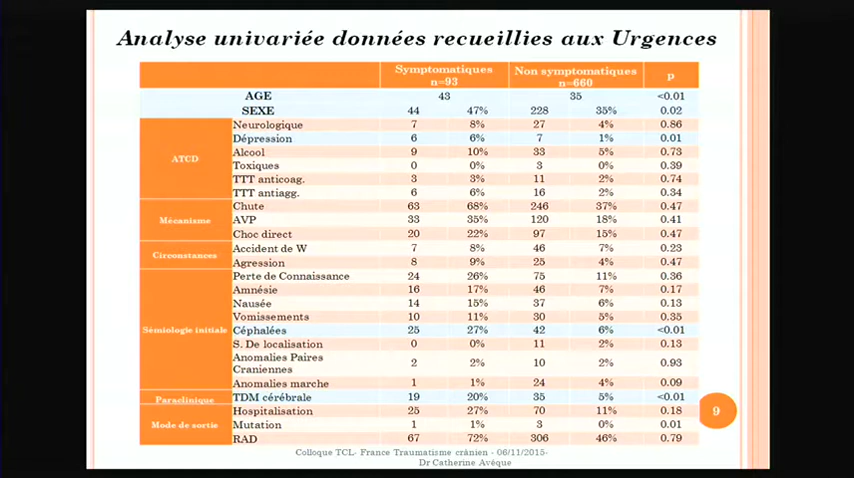 Analyse univariée données recueillies aux Urgences
Symptomatiques n=93 Non symptomatiques n=660 p
AGE 43 35 <0.01
SEXE 44 47% 228 35% 0.02
ATCD
Neurologique 7 8% 27 4% 0.86
Dépression 6 6% 7 1% 0.01
Alcool 9 10% 33 5% 0.73
Toxiques 0 0% 3 0% 0.39
TTT anticoag. 3 3% 11 2% 0.74
TTT antiagg. 6 6% 16 2% 0.34
Mécanisme
Chute 63 68% 246 37% 0.47
AVP 33 35% 120 18% 0.41
Choc direct 20 22% 97 15% 0.47
Circonstances
Accident de W 7 8% 46 7% 0.23
Agression 8 9% 25 4% 0.47
Sémiologie initiale
Perte de Connaissance 24 26% 75 11% 0.36
Amnésie 16 17% 46 7% 0.17
Nausée 14 15% 37 6% 0.13
Vomissements 10 11% 30 5% 0.35
Céphalées 25 27% 42 6% <0.01
S. De localisation 0 0% 11 2% 0.13
Anomalies Paires
Craniennes 2 2% 10 2% 0.93
Anomalies marche 1 1% 24 4% 0.09
Paraclinique
TDM cérébrale 19 20% 35 5% <0.01
Mode de sortie
Hospitalisation 25 27% 70 11% 0.18
Mutation 1 1% 3 0% 0.01
RAD 67 72% 306 46% 0.79
9
Colloque TCL- France Traumatisme crânien - 06/11/2015-
Dr Catherine Avèque